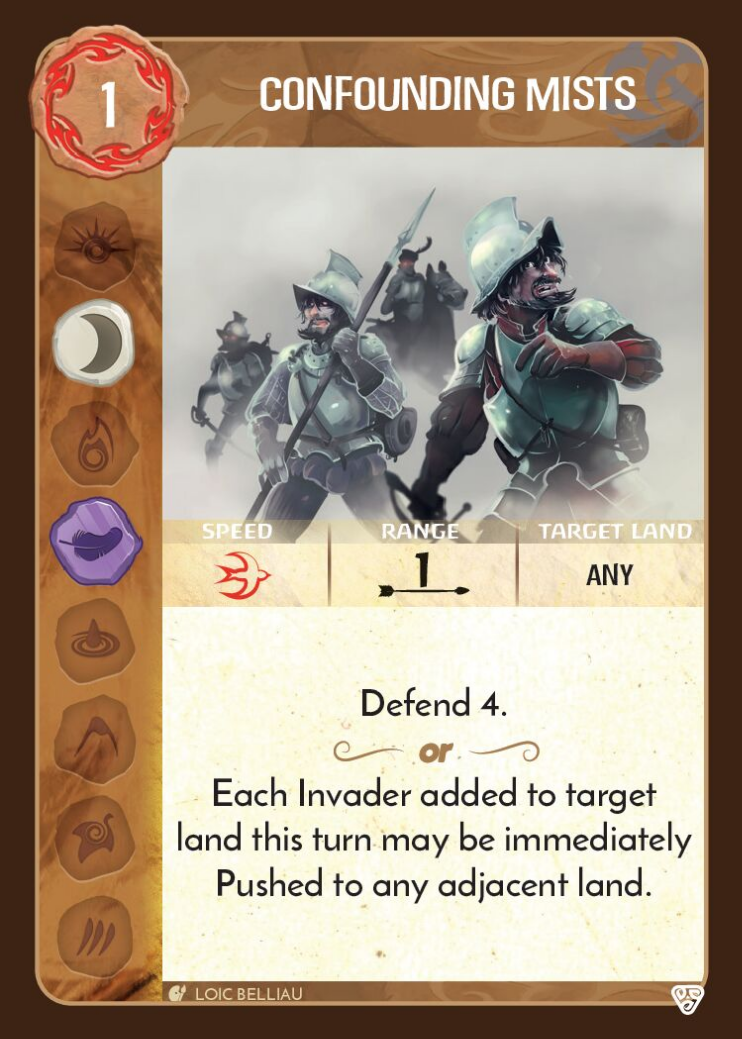 1
CONFOUNDING MISTS
SPEED RANGE TARGET LAND
1 ANY
Defend 4.
or
Each Invader added to target
land this turn may be immediately
Pushed to any adjacent land.
LOIC BELLIAU